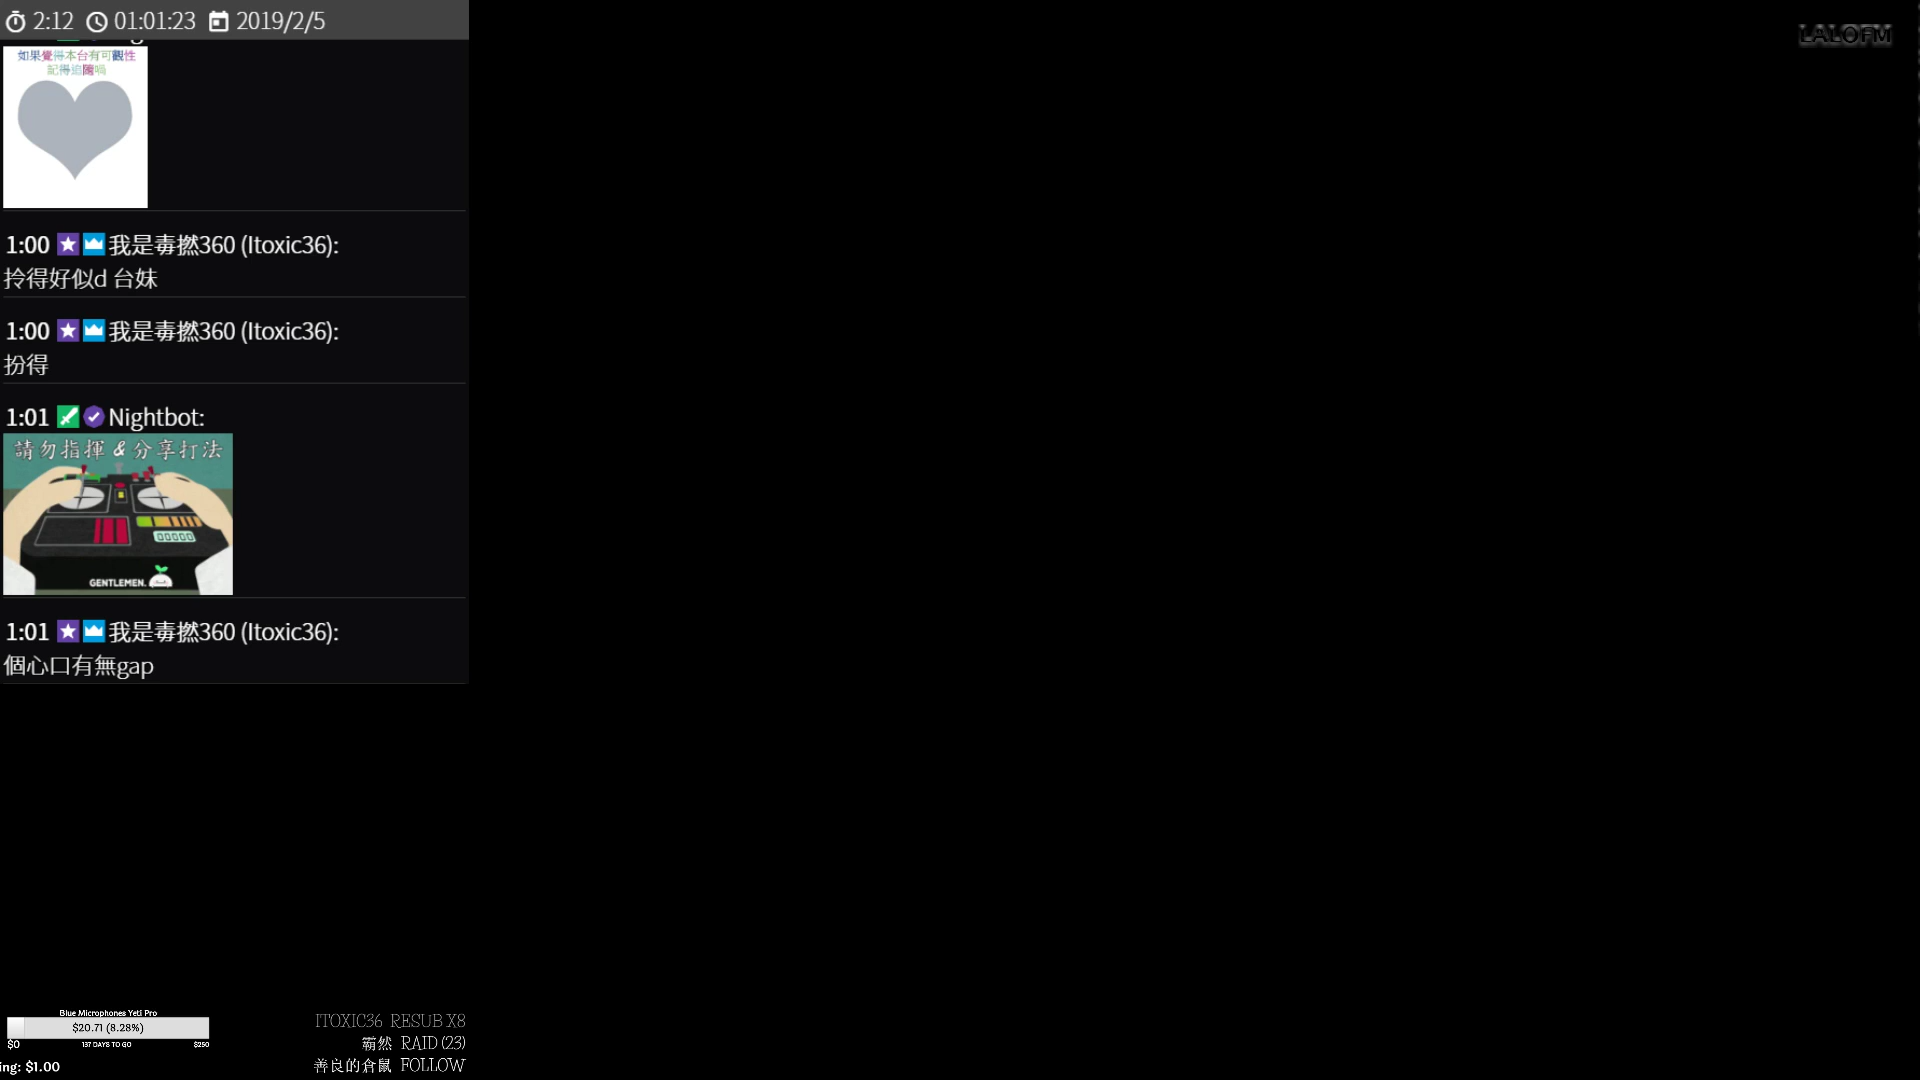 2:12 01:01:23 2019/2/5
如果覺得本台有可觀性
記得追隨喎
1:00 我是毒撚360 (Itoxic36):
拎得好似d 台妹
1:00 我是毒撚360 (Itoxic36):
扮得
1:01 Nightbot:
請勿指揮 & 分享打法
00000
GENTLEMEN.
1:01 我是毒撚360 (Itoxic36):
個心口有無gap
LALOFM
Blue Microphones Yeti Pro
$20.71 (8.28%)
$0 137 DAYS TO GO $250
ing: $1.00
ITOXIC36 RESUB X8
霸然 RAID (23)
善良的倉鼠 FOLLOW